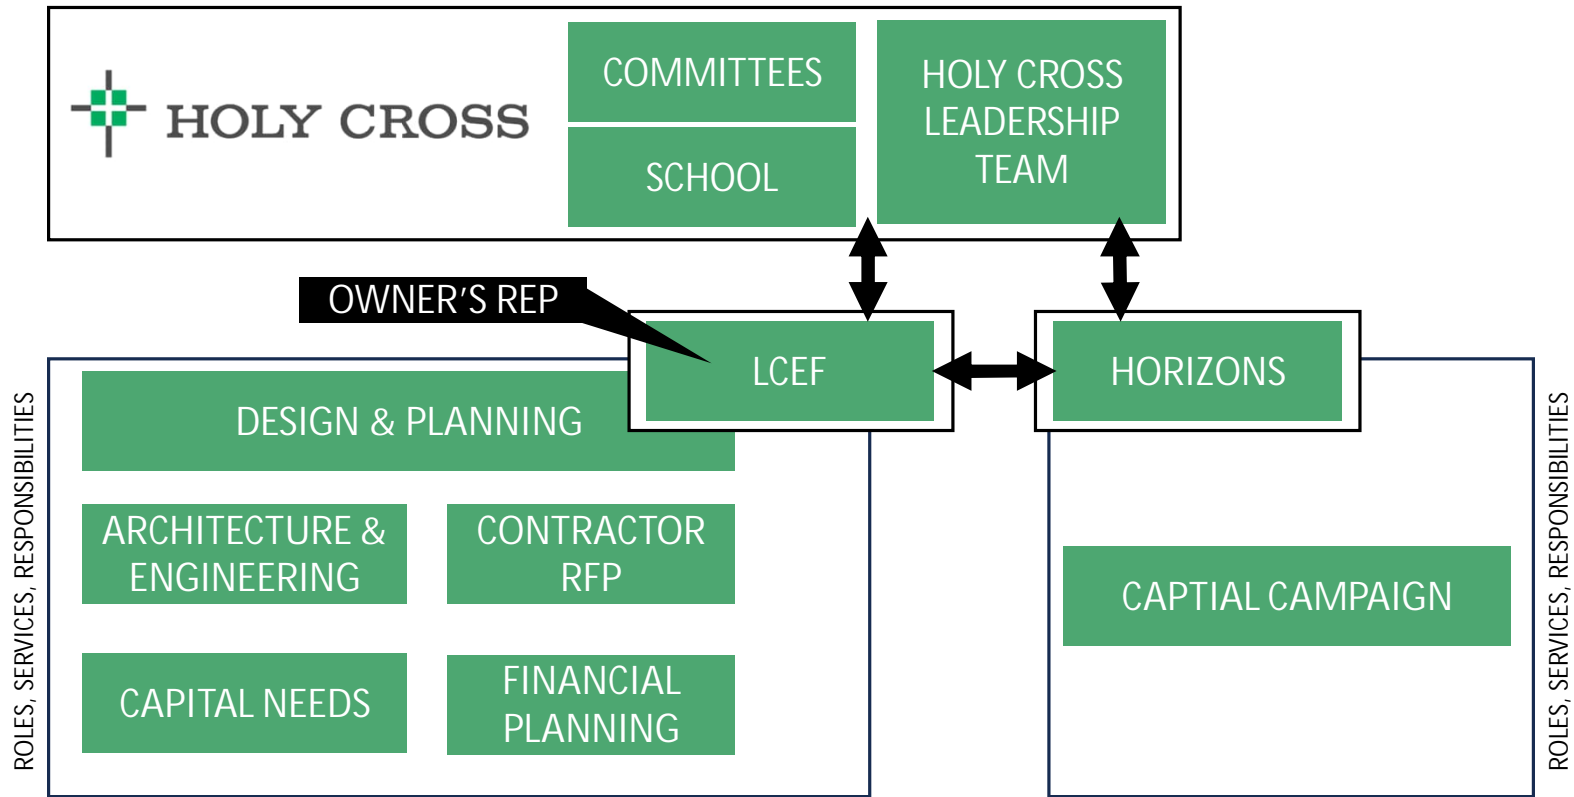 HOLY CROSS
COMMITTEES
SCHOOL
HOLY CROSS
LEADERSHIP
TEAM
OWNER'S REP
LCEF
HORIZONS
ROLES, SERVICES, RESPONSIBILITIES
DESIGN & PLANNING
ARCHITECTURE &
ENGINEERING
CONTRACTOR
RFP
CAPITAL NEEDS
FINANCIAL
PLANNING
CAPTIAL CAMPAIGN
ROLES, SERVICES, RESPONSIBILITIES